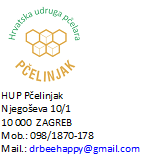 Hrvatska udruga pčelara
PČELINJAK
HUP Pčelinjak
Njegoševa 10/1
10 000 ZAGREB
Mob.: 098/1870-178
Mail.: drbeehappy@gmail.com